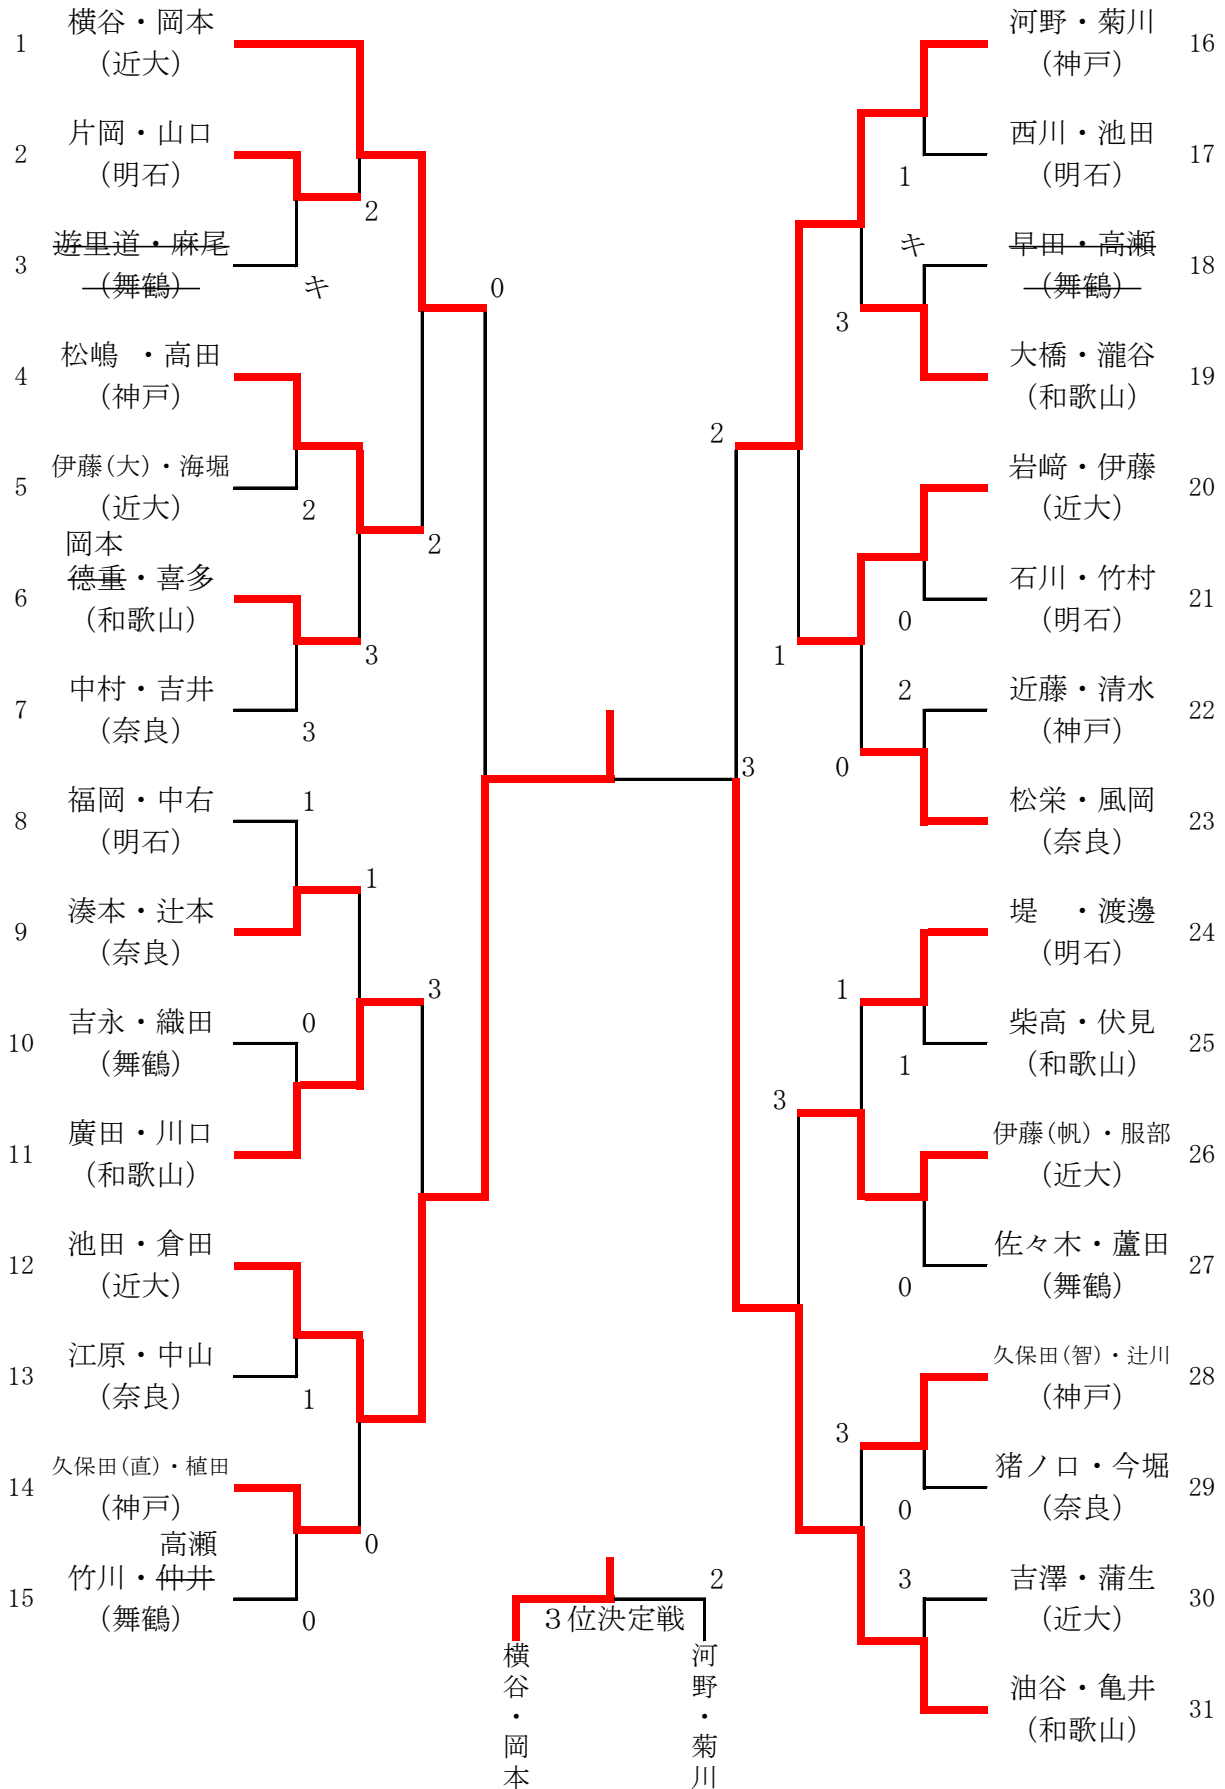 1
横谷・岡本
(近大)
2
片岡・山口
(明石)
3
遊里道・麻尾
(舞鶴)
4
松嶋　・高田
(神戸)
5
伊藤(大)・海堀
(近大)
岡本
6
德重・喜多
(和歌山)
7
中村・吉井
(奈良)
8
福岡・中右
(明石)
9
湊本・辻本
(奈良)
10
吉永・織田
(舞鶴)
11
廣田・川口
(和歌山)
12
池田・倉田
(近大)
13
江原・中山
(奈良)
14
久保田(直)・植田
(神戸)
高瀬
15
竹川・仲井
(舞鶴)
2
キ
0
2
2
3
3
1
1
0
3
1
0
0
河野・菊川
(神戸)
16
西川・池田
(明石)
17
早田・高瀬
(舞鶴)
18
大橋・瀧谷
(和歌山)
19
岩﨑・伊藤
(近大)
20
石川・竹村
(明石)
21
近藤・清水
(神戸)
22
松栄・風岡
(奈良)
23
堤　・渡邊
(明石)
24
柴高・伏見
(和歌山)
25
伊藤(帆)・服部
(近大)
26
佐々木・蘆田
(舞鶴)
27
久保田(智)・辻川
(神戸)
28
猪ノ口・今堀
(奈良)
29
吉澤・蒲生
(近大)
30
油谷・亀井
(和歌山)
31
1
キ
3
2
0
1
2
3
0
1
1
3
0
3
0
3
2
３位決定戦
横谷・岡本
河野・菊川